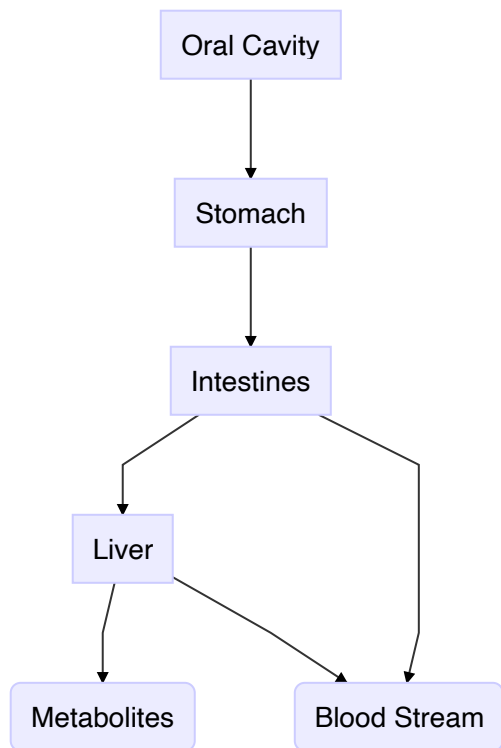 Oral Cavity
Stomach
Intestines
Liver
Metabolites
Blood Stream